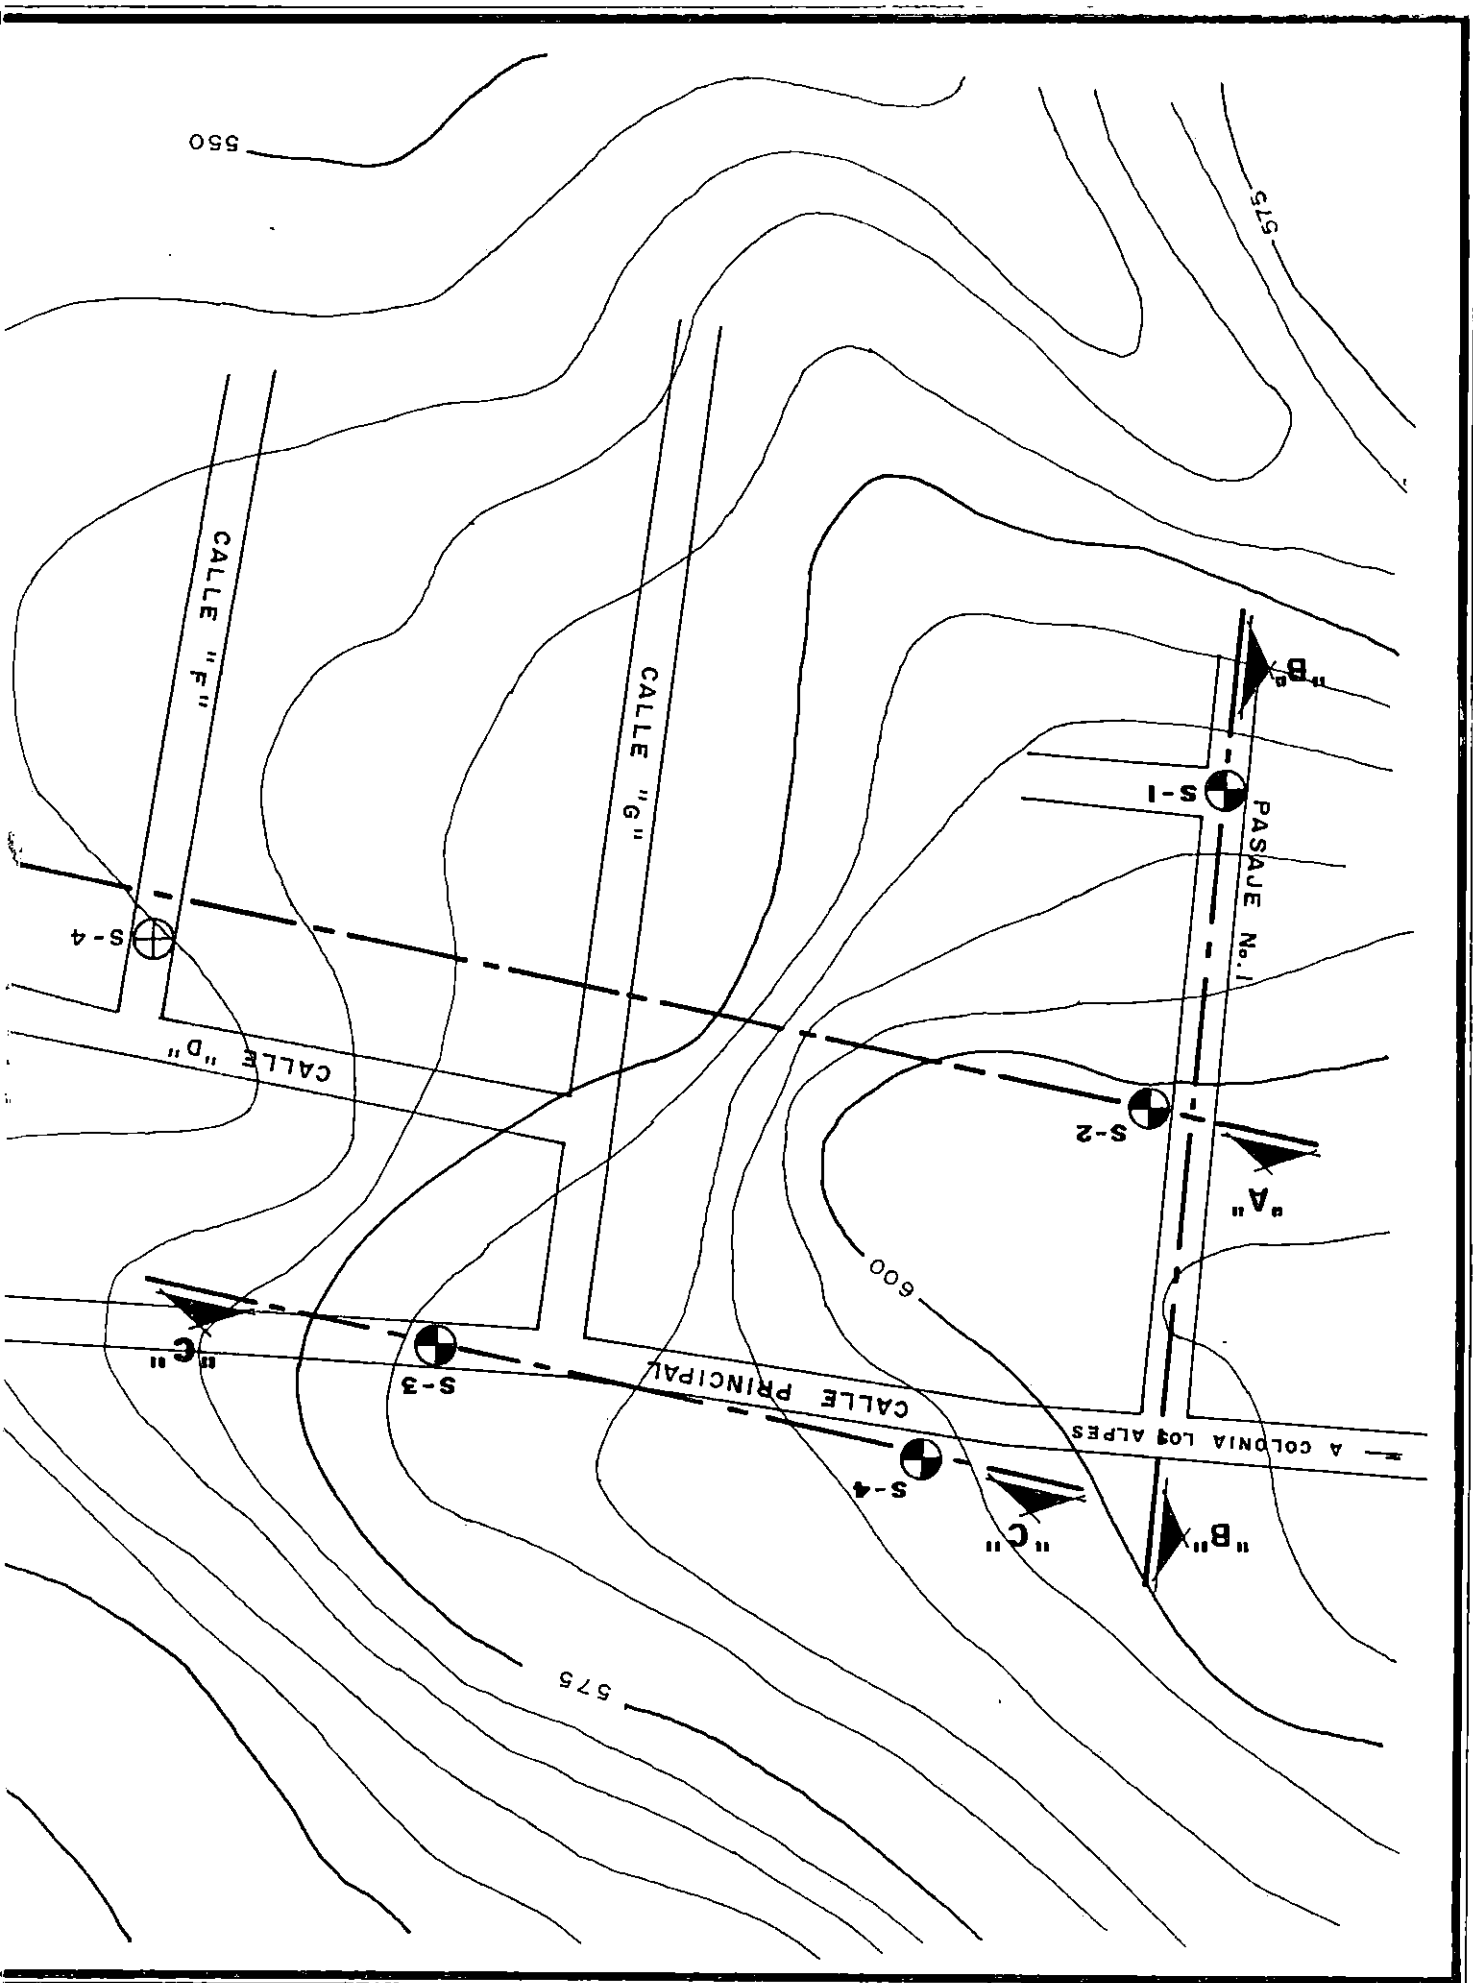 550
575
CALLE "F"
CALLE "G"
"B"
S-1
PASAJE No.1
S-4
CALLE "D"
S-2
"A"
600
"C"
S-3
CALLE PRINCIPAL
A COLONIA LOS ALPES
S-4
"C"
"B"
575